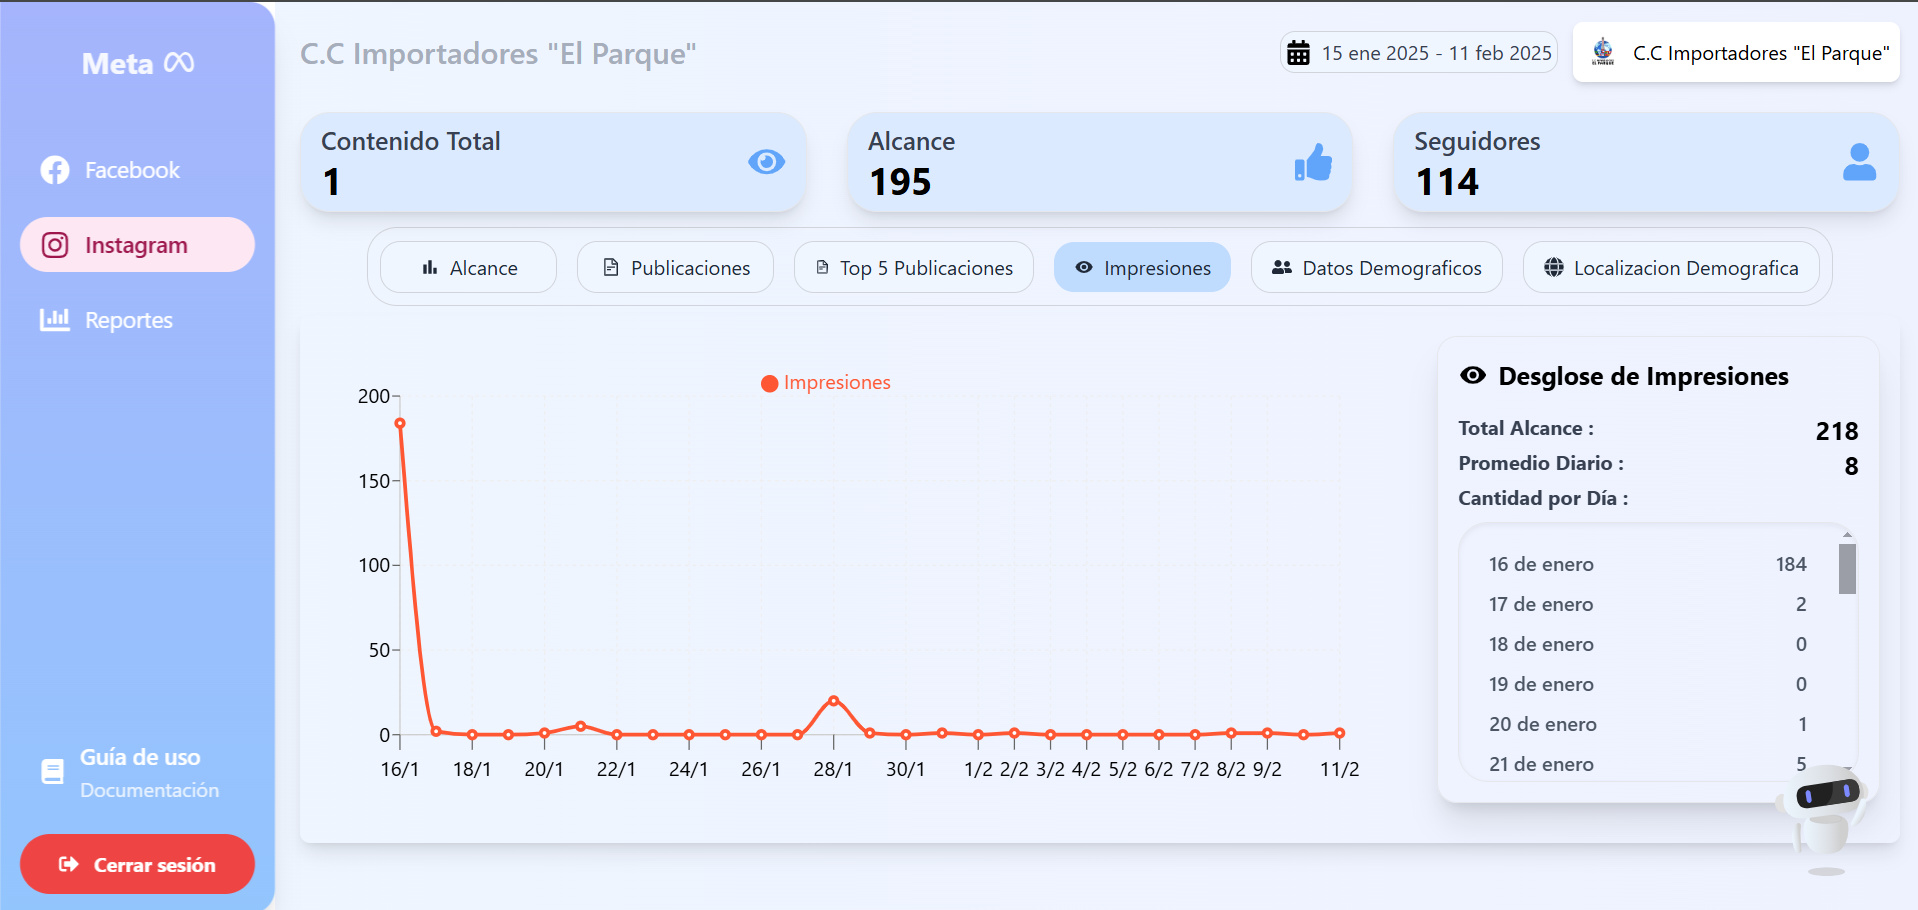 Meta
Facebook
Instagram
Reportes
Guía de uso
Documentación
Cerrar sesión
C.C Importadores "El Parque"
15 ene 2025 - 11 feb 2025
C.C Importadores "El Parque"
Contenido Total
1
Alcance
195
Seguidores
114
Alcance
Publicaciones
Top 5 Publicaciones
Impresiones
Datos Demograficos
Localizacion Demografica
Impresiones
200
150
100
50
0
16/1 18/1 20/1 22/1 24/1 26/1 28/1 30/1 1/2 2/2 3/2 4/2 5/2 6/2 7/2 8/2 9/2 11/2
Desglose de Impresiones
Total Alcance : 218
Promedio Diario : 8
Cantidad por Día :
16 de enero 184
17 de enero 2
18 de enero 0
19 de enero 0
20 de enero 1
21 de enero 5